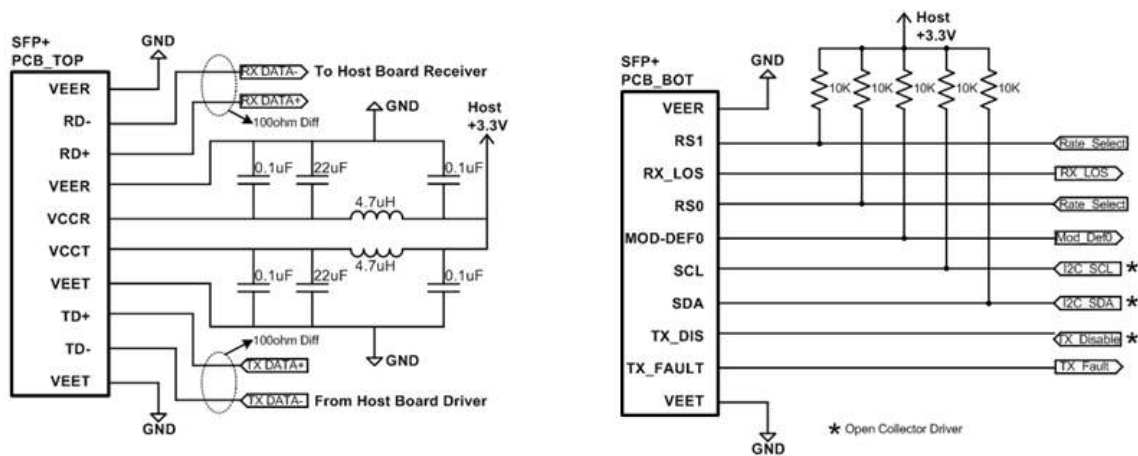 SFP+
PCB_TOP
GND
VEER
RD-
RD+
VEER
VCCR
VCCT
VEET
TD+
TD-
VEET
GND
RX DATA-
To Host Board Receiver
RX DATA+
100ohm Diff
GND
Host
+3.3V
0.1uF
22uF
0.1uF
4.7uH
4.7uH
0.1uF
22uF
0.1uF
100ohm Diff
GND
TX DATA+
TX DATA-
From Host Board Driver
SFP+
PCB_BOT
GND
Host
+3.3V
10K
10K
10K
10K
10K
VEER
RS1
Rate_Select
RX_LOS
RX_LOS
RS0
Rate_Select
MOD-DEF0
Mod_Def0
SCL
I2C_SCL *
SDA
I2C_SDA *
TX_DIS
TX_Disable *
TX_FAULT
TX_Fault
VEET
GND
* Open Collector Driver